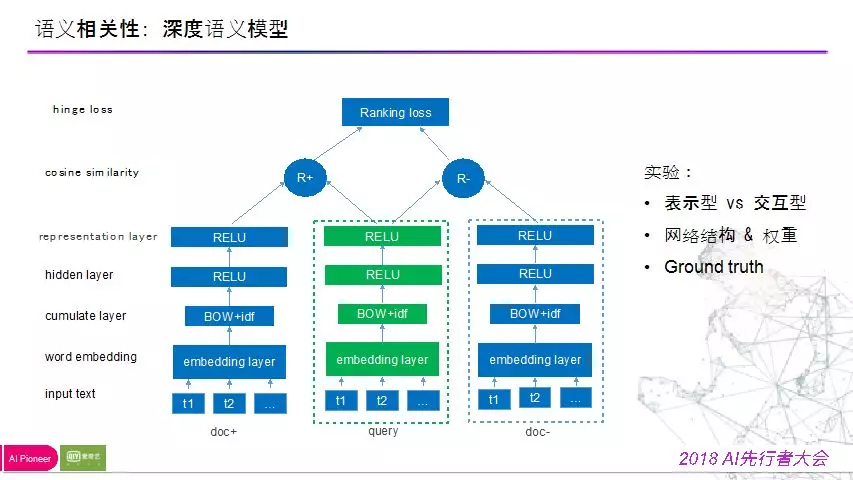 语义相关性：深度语义模型
hinge loss
Ranking loss
cosine similarity
R+
R-
representation layer
RELU
RELU
RELU
hidden layer
RELU
RELU
RELU
cumulate layer
BOW+idf
BOW+idf
BOW+idf
word embedding
embedding layer
embedding layer
embedding layer
input text
t1
t2
...
t1
t2
...
t1
t2
...
doc+
query
doc-
实验：
• 表示型 vs 交互型
• 网络结构 & 权重
• Ground truth
AI Pioneer
QIY 爱奇艺
2018 AI先行者大会